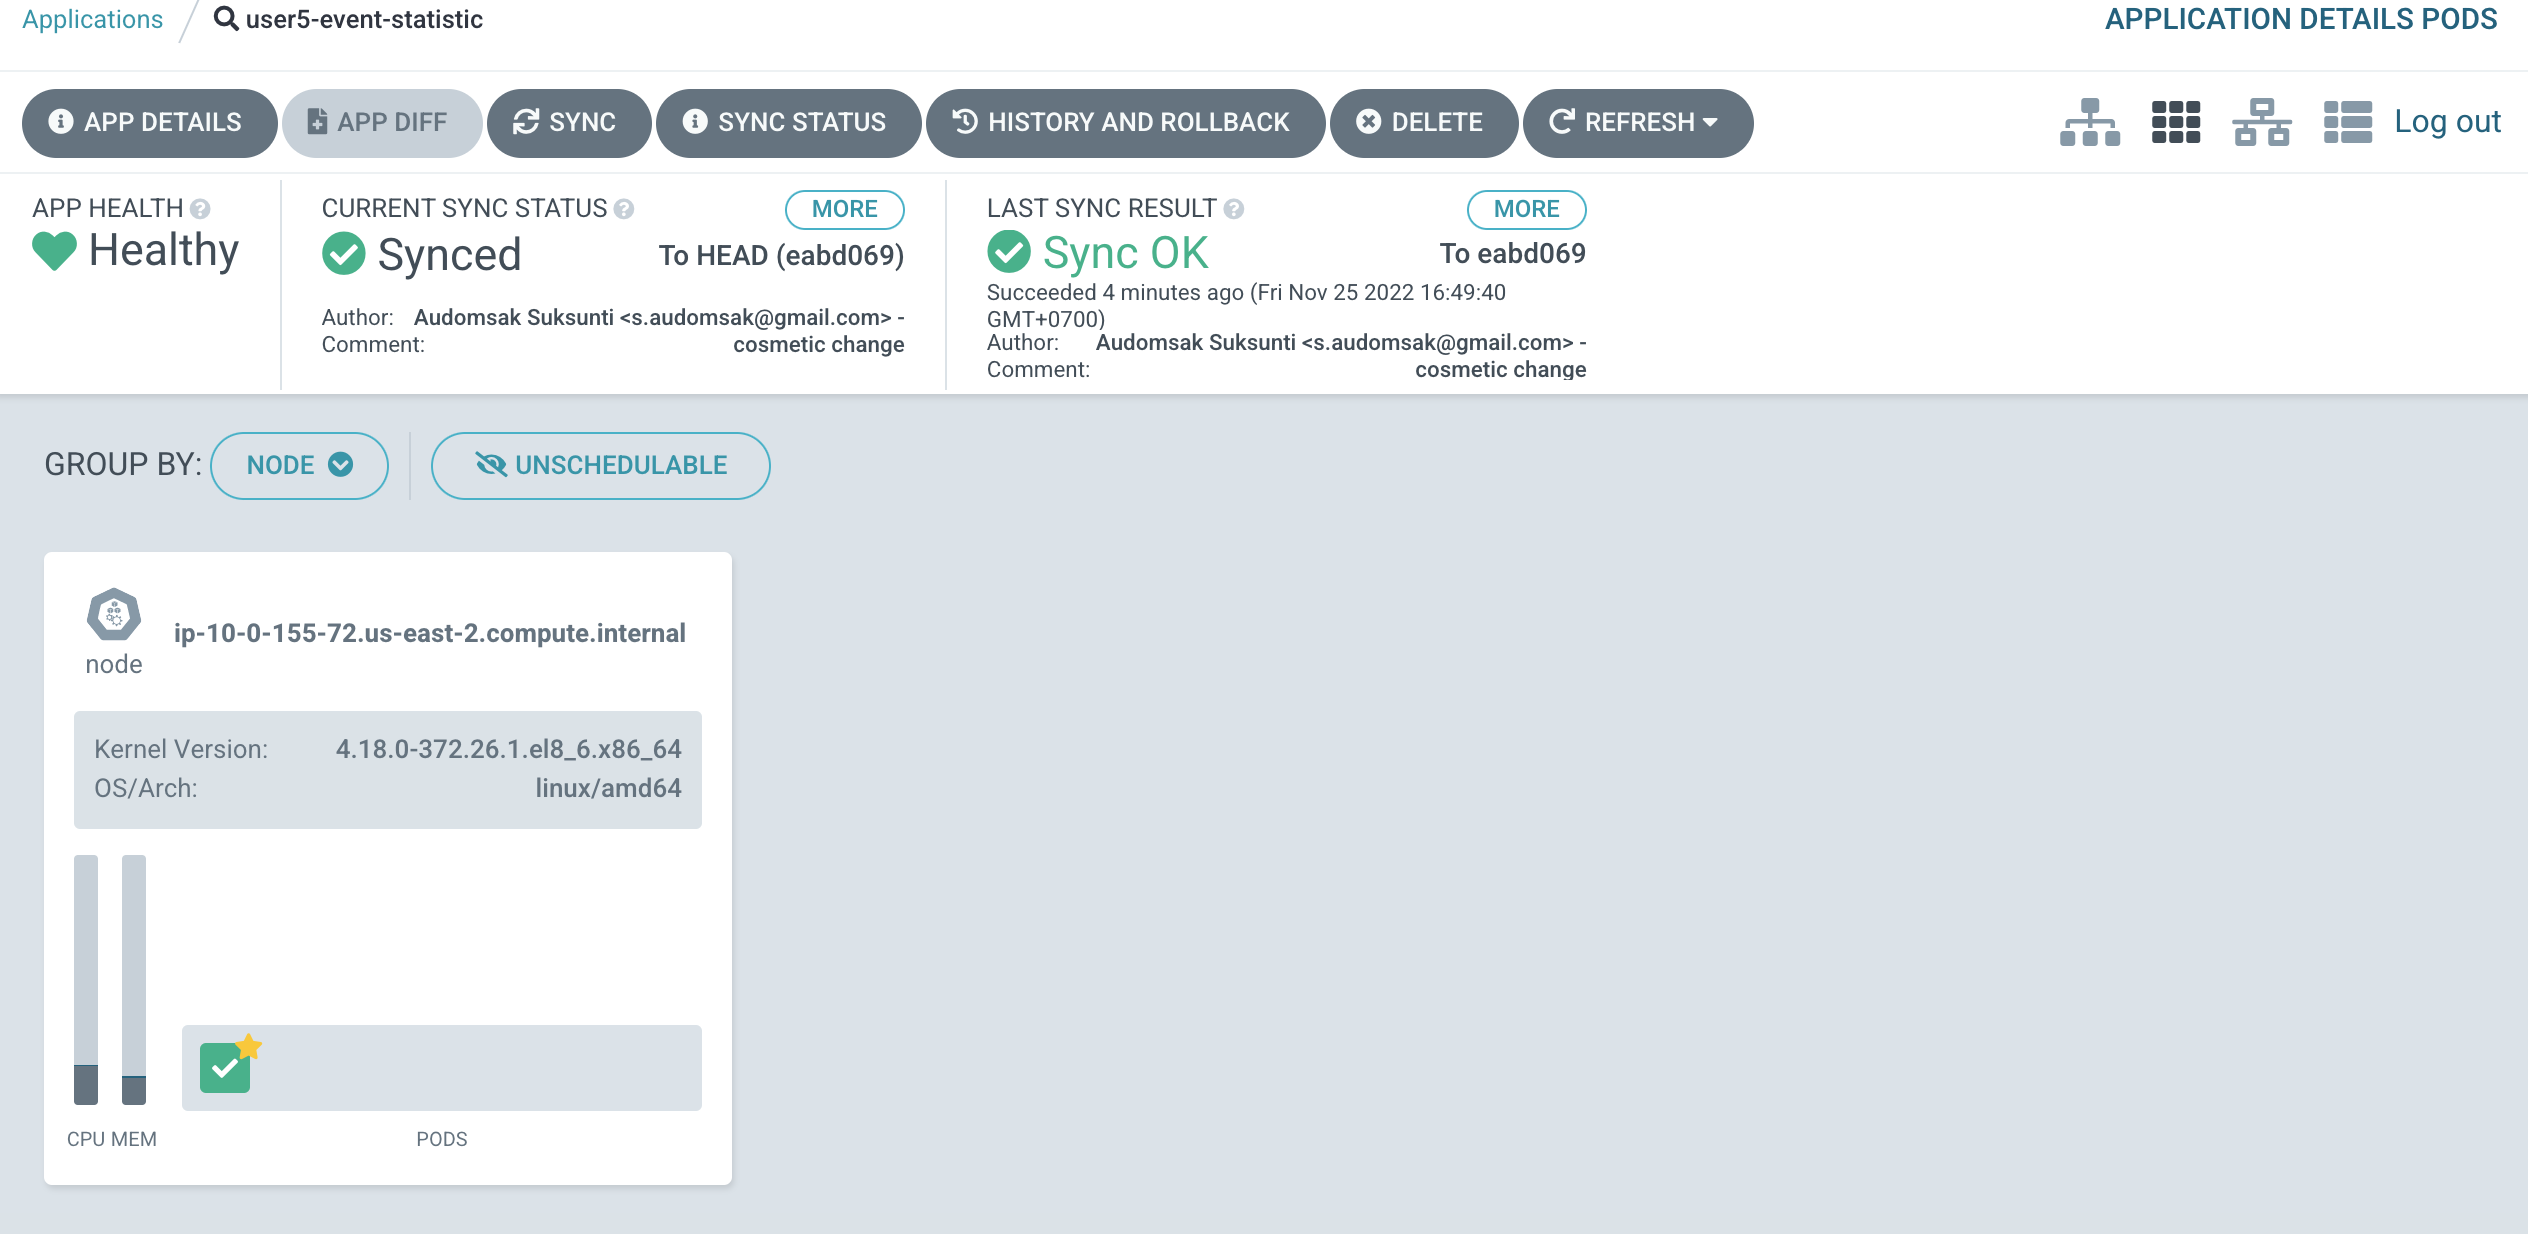 Applications / user5-event-statistic
APPLICATION DETAILS PODS
APP DETAILS
APP DIFF
SYNC
SYNC STATUS
HISTORY AND ROLLBACK
DELETE
REFRESH
Log out
APP HEALTH
Healthy
CURRENT SYNC STATUS
MORE
Synced
To HEAD (eabd069)
Author: Audomsak Suksunti <s.audomsak@gmail.com> -
Comment: cosmetic change
LAST SYNC RESULT
MORE
Sync OK
To eabd069
Succeeded 4 minutes ago (Fri Nov 25 2022 16:49:40
GMT+0700)
Author: Audomsak Suksunti <s.audomsak@gmail.com> -
Comment: cosmetic change
GROUP BY: NODE
UNSCHEDULABLE
ip-10-0-155-72.us-east-2.compute.internal
node
Kernel Version: 4.18.0-372.26.1.el8_6.x86_64
OS/Arch: linux/amd64
CPU MEM
PODS